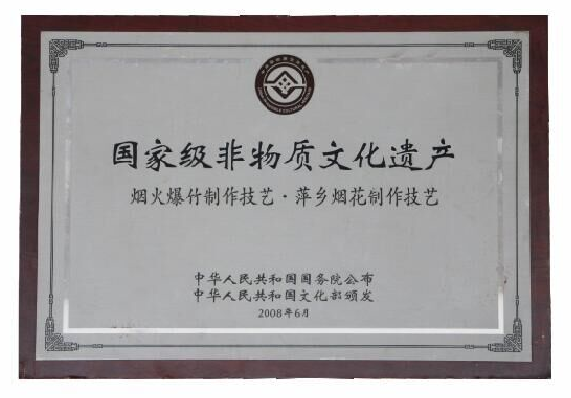 国家级非物质文化遗产
烟火爆竹制作技艺·萍乡烟花制作技艺
中华人民共和国国务院公布
中华人民共和国文化部颁发
2008年6月